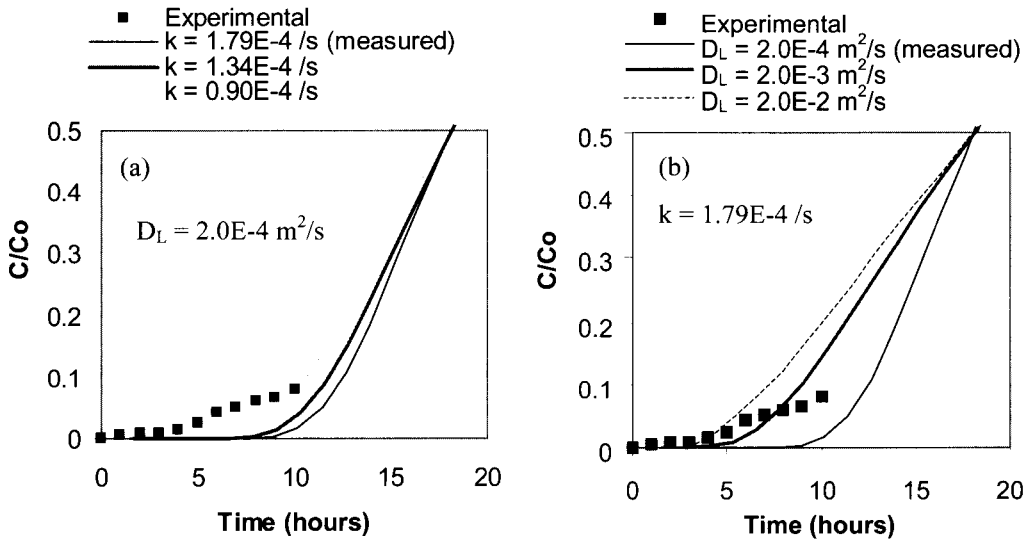 Experimental
k = 1.79E-4 /s (measured)
k = 1.34E-4 /s
k = 0.90E-4 /s
0.5
0.4
0.3
0.2
0.1
0
C/Co
(a)
D_L = 2.0E-4 m²/s
0 5 10 15 20
Time (hours)
Experimental
D_L = 2.0E-4 m²/s (measured)
D_L = 2.0E-3 m²/s
D_L = 2.0E-2 m²/s
0.5
0.3
0.2
0.1
0
C/Co
(b)
k = 1.79E-4 /s
0 5 10 15 20
Time (hours)